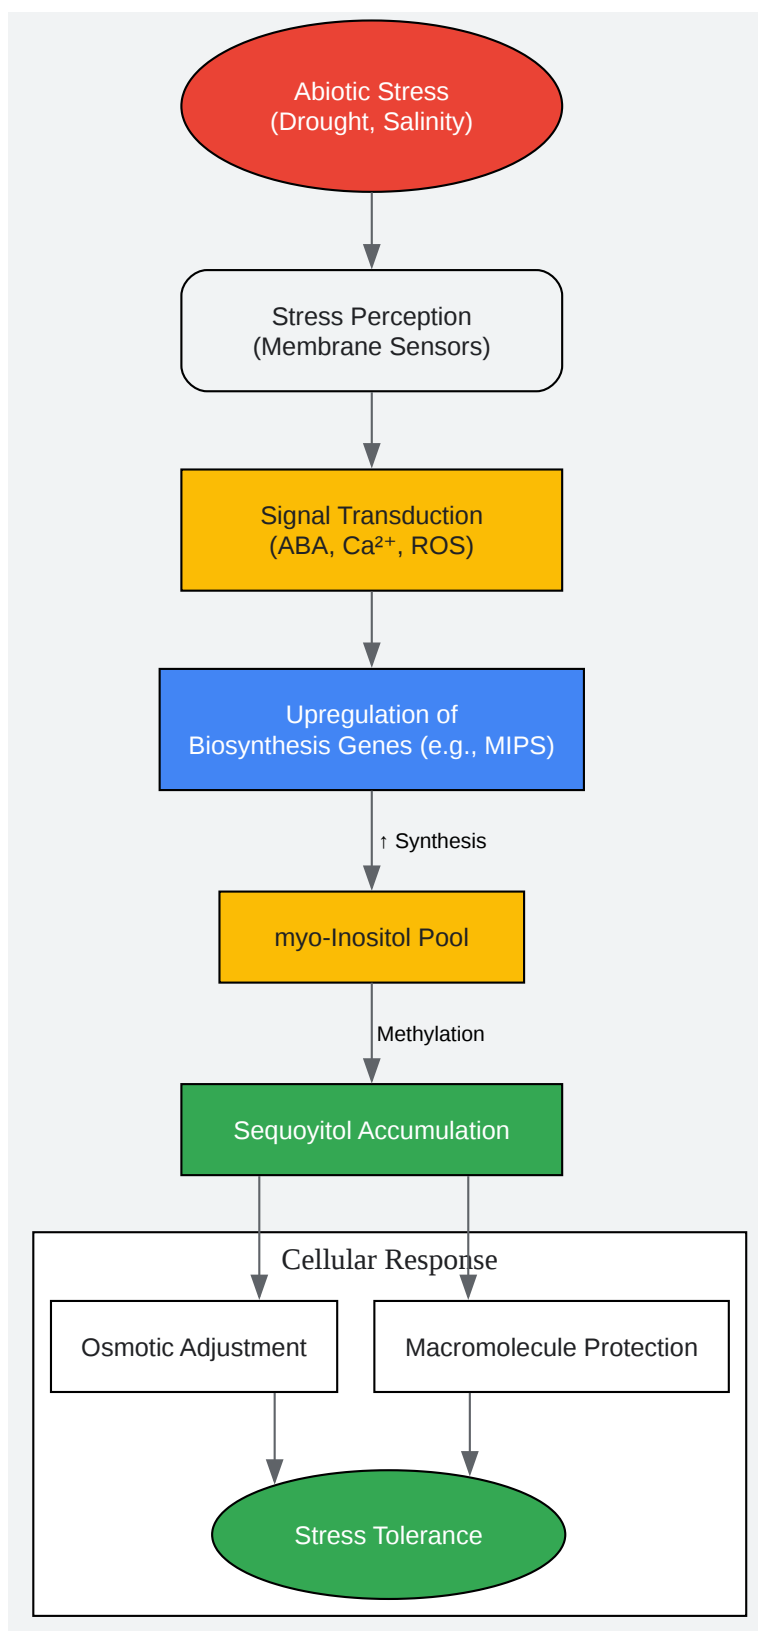 Abiotic Stress
(Drought, Salinity)
Stress Perception
(Membrane Sensors)
Signal Transduction
(ABA, Ca²⁺, ROS)
Upregulation of
Biosynthesis Genes (e.g., MIPS)
↑ Synthesis
myo-Inositol Pool
Methylation
Sequoyitol Accumulation
Cellular Response
Osmotic Adjustment
Macromolecule Protection
Stress Tolerance